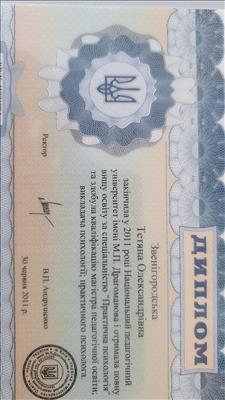 ДИПЛОМ
Звенігородська
Тетяна Олександрівна
закінчила у 2011 році Національний педагогічний
університет імені М.П. Драгоманова і отримала повну
вищу освіту за спеціальністю "Практична психологія"
та здобула кваліфікацію магістра педагогічної освіти;
викладача психології; практичного психолога.
Ректор
В.П. Андрущенко
30 червня 2011 р.